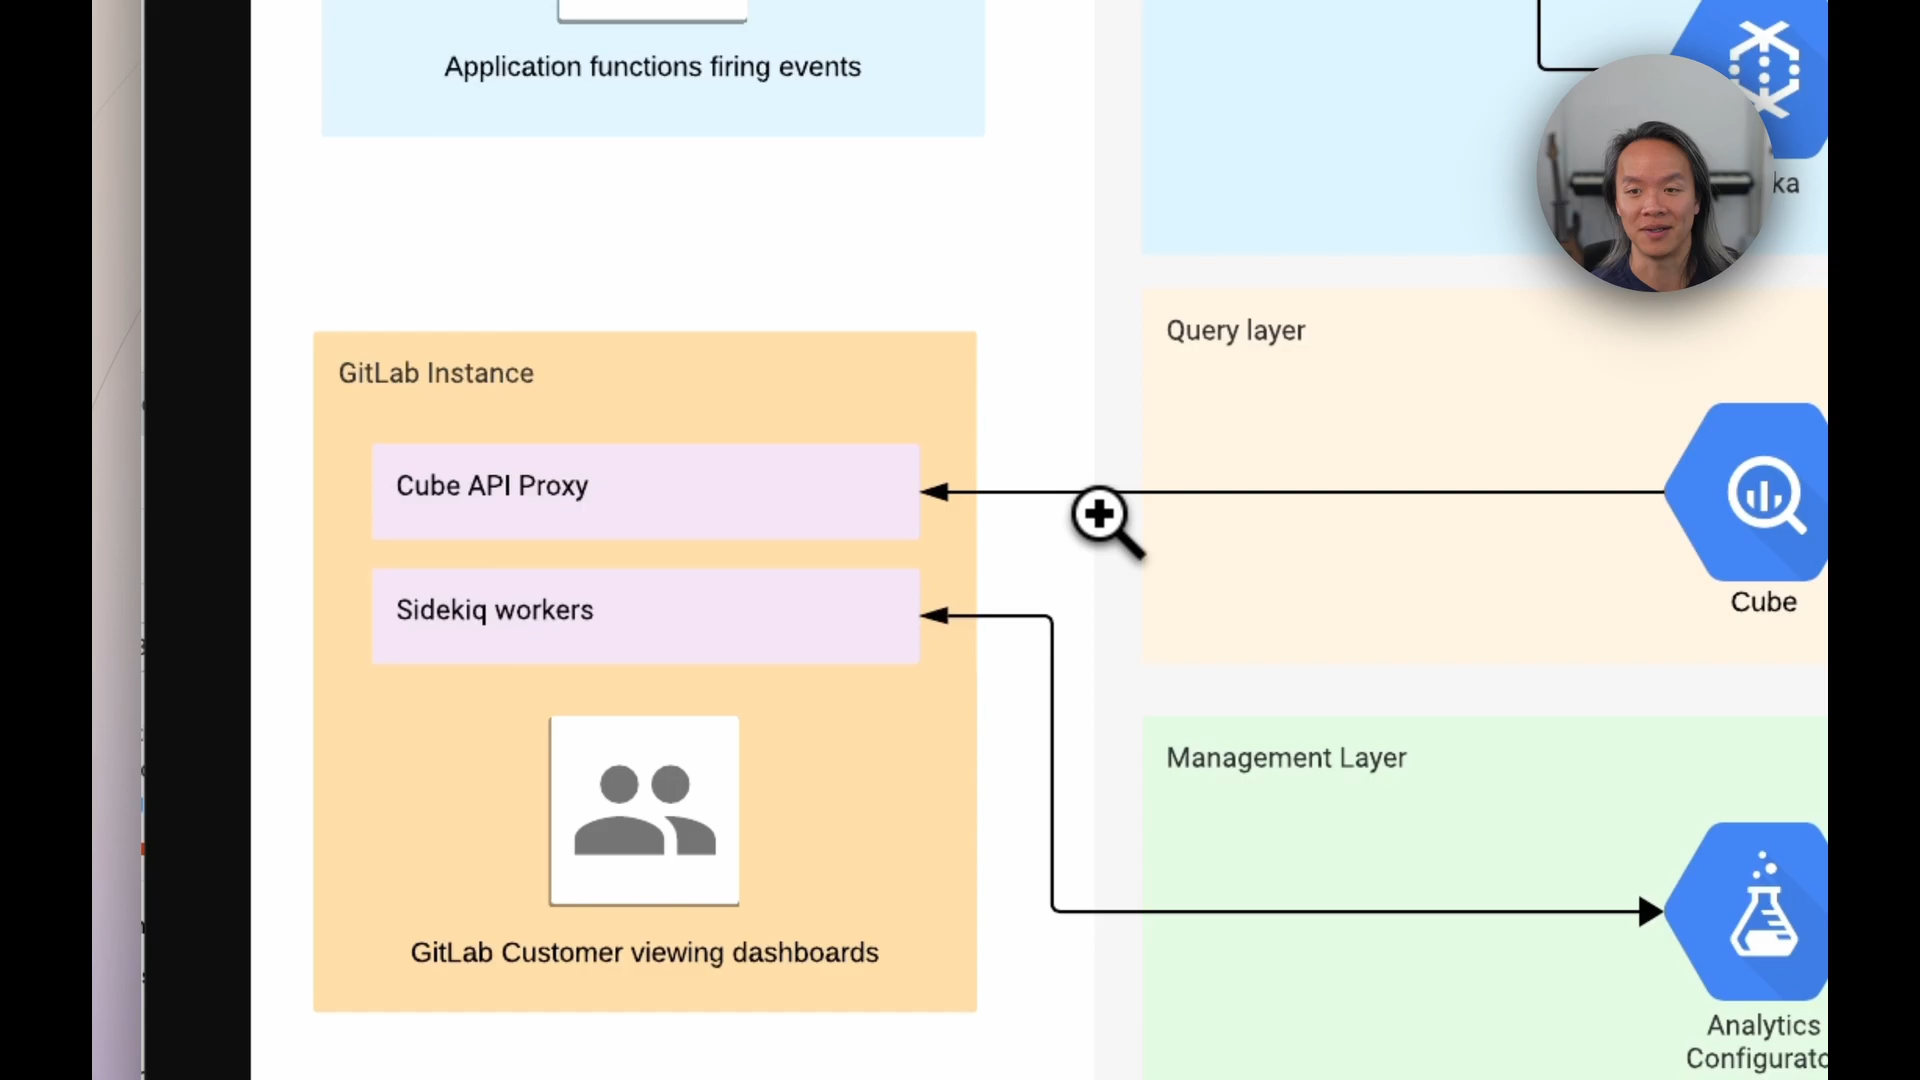 Application functions firing events
ka
Query layer
GitLab Instance
Cube API Proxy
Cube
Sidekiq workers
Management Layer
GitLab Customer viewing dashboards
Analytics
Configurato